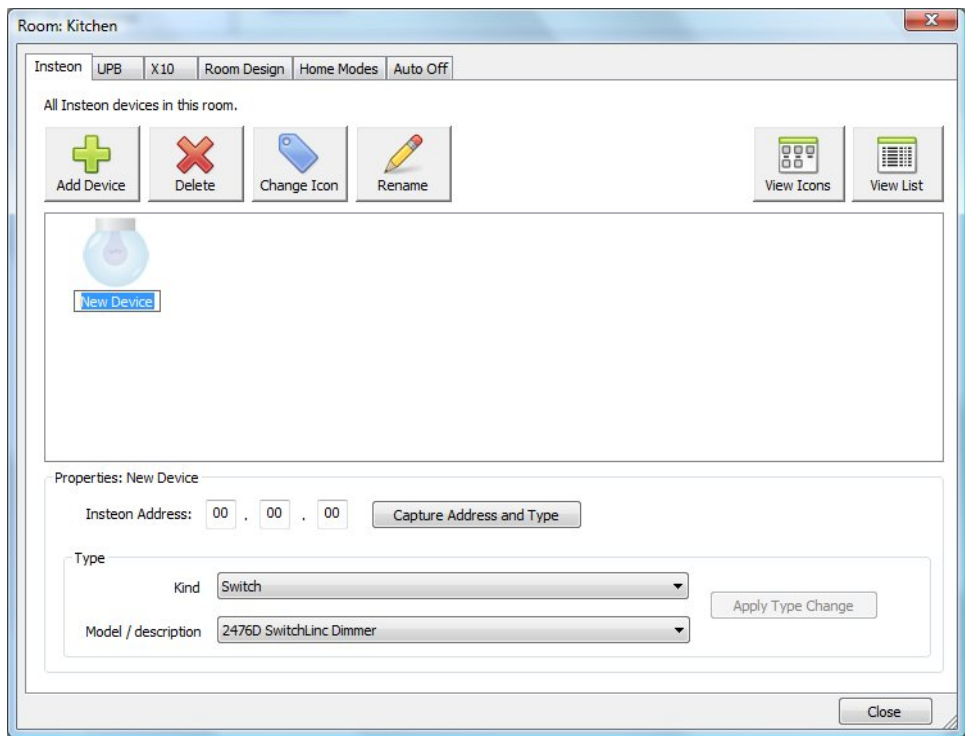 Room: Kitchen
Insteon UPB X10 Room Design Home Modes Auto Off
All Insteon devices in this room.
Add Device Delete Change Icon Rename View Icons View List
New Device
Properties: New Device
Insteon Address: 00 . 00 . 00 Capture Address and Type
Type
Kind Switch
Apply Type Change
Model / description 2476D SwitchLinc Dimmer
Close